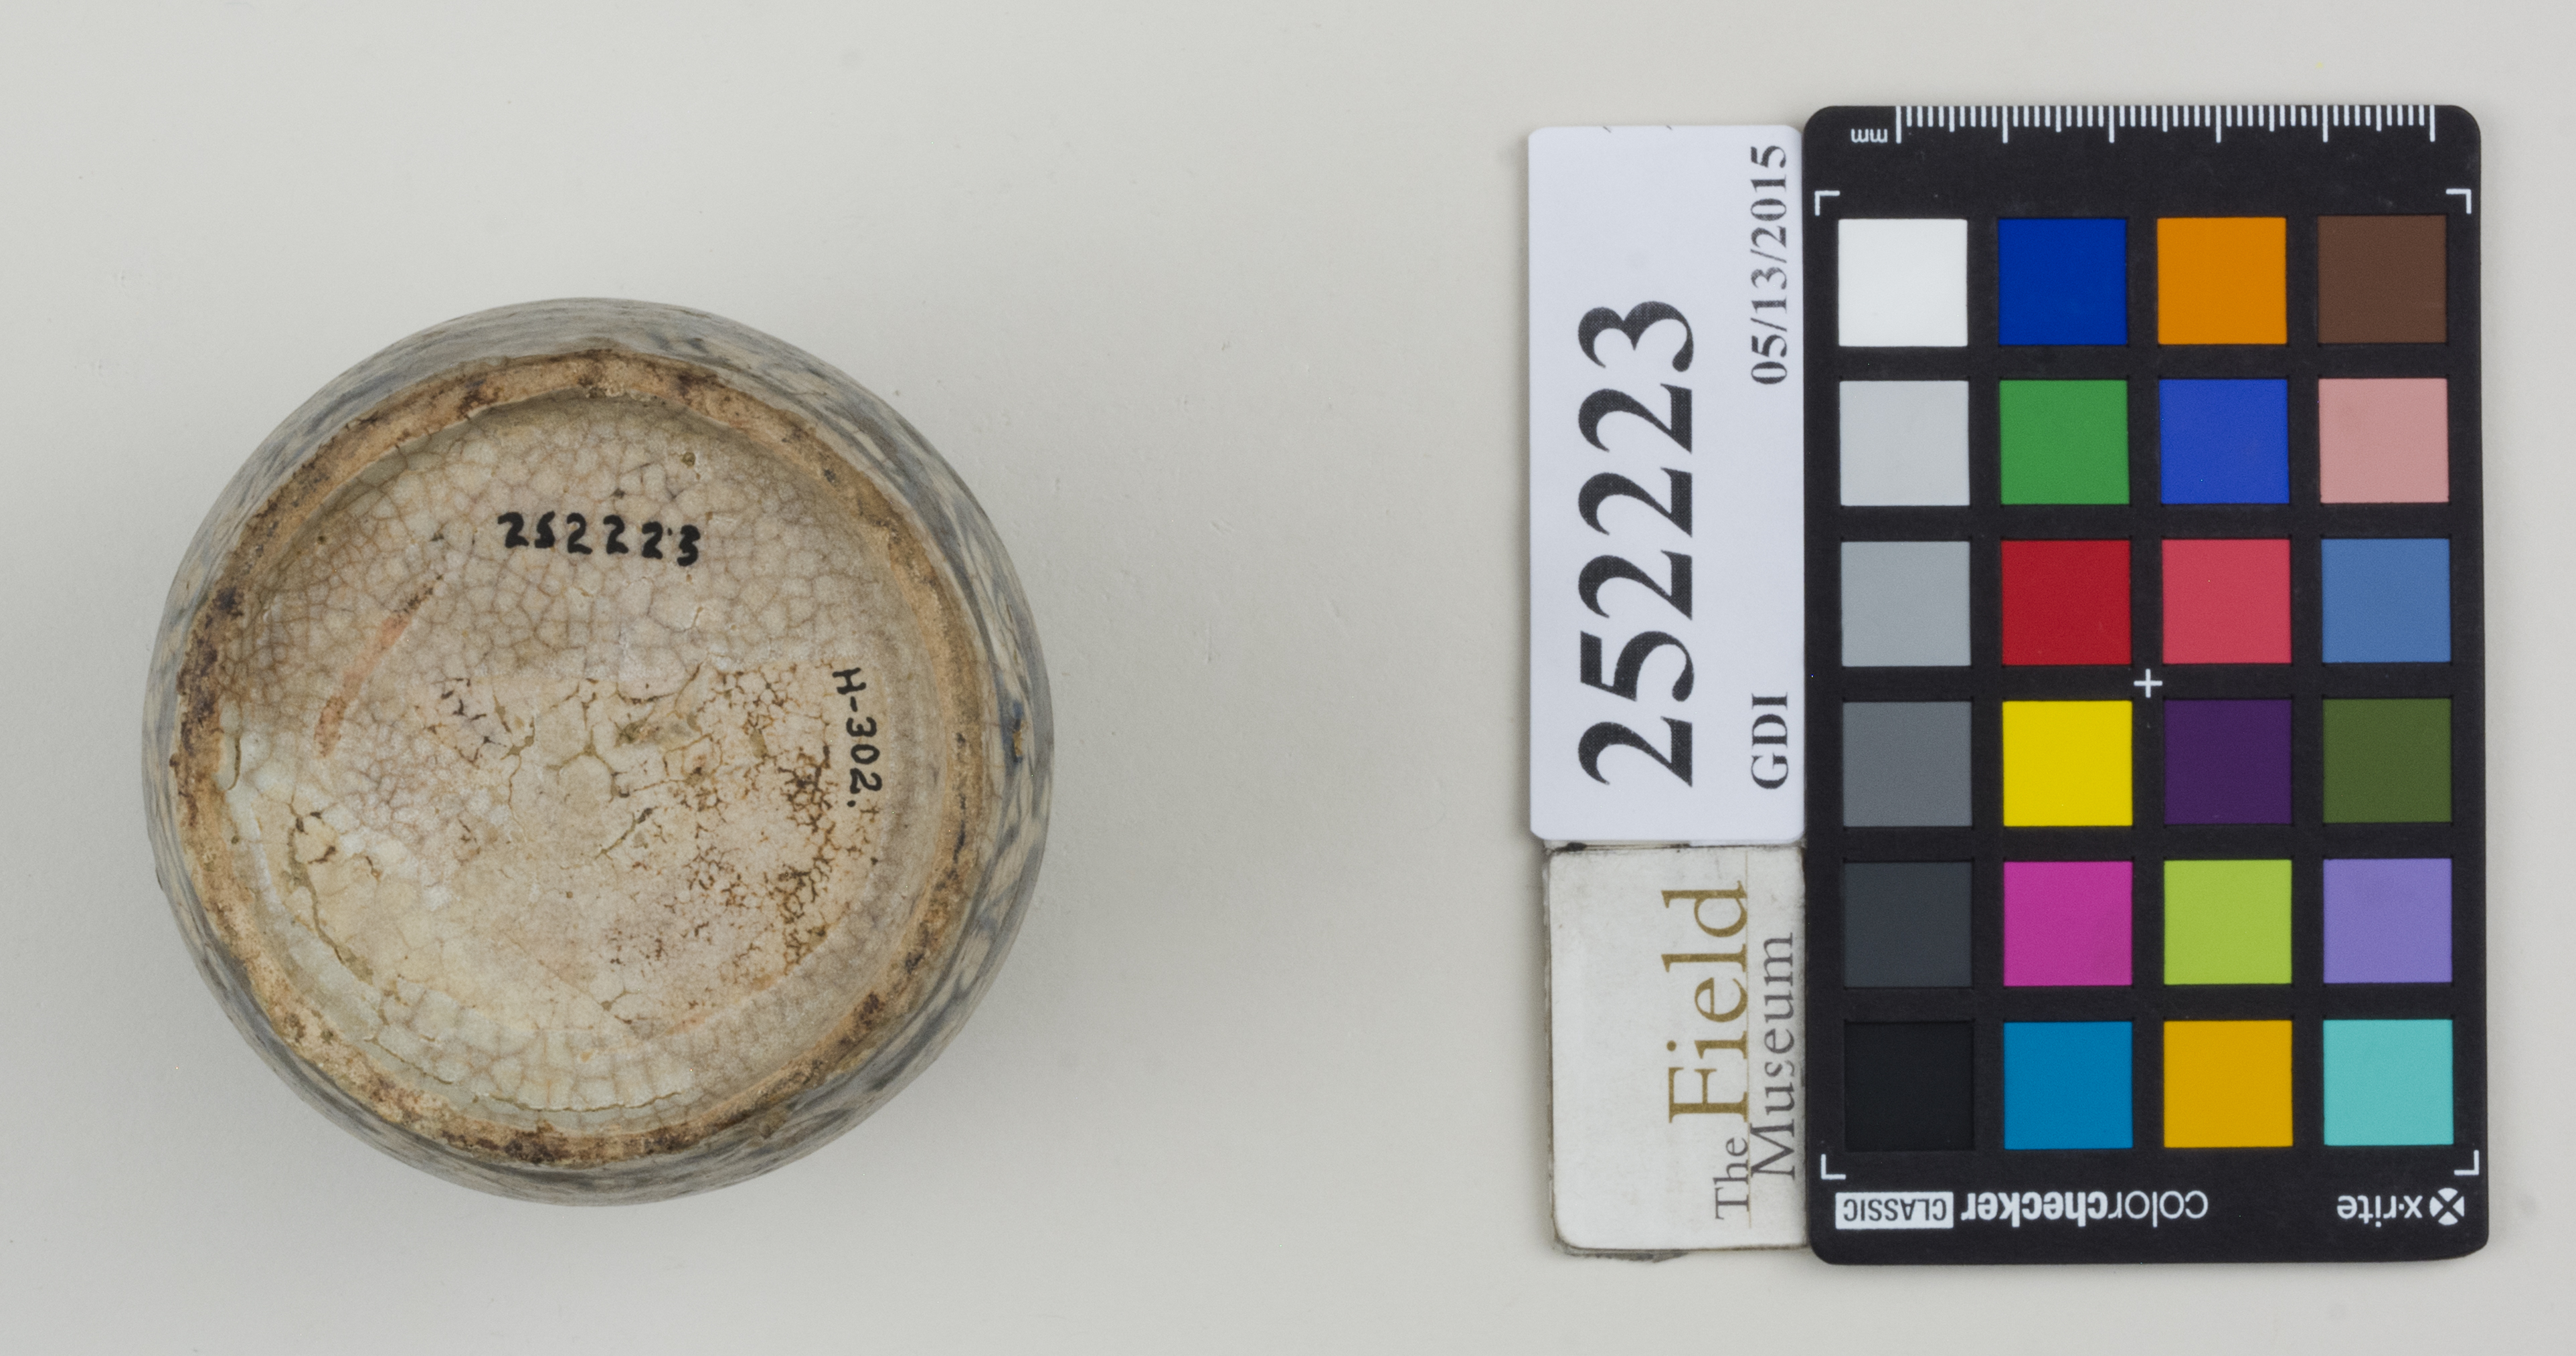 252223
H-302.
252223
GDI 05/13/2015
The Field
Museum
mm
x-rite colorchecker CLASSIC